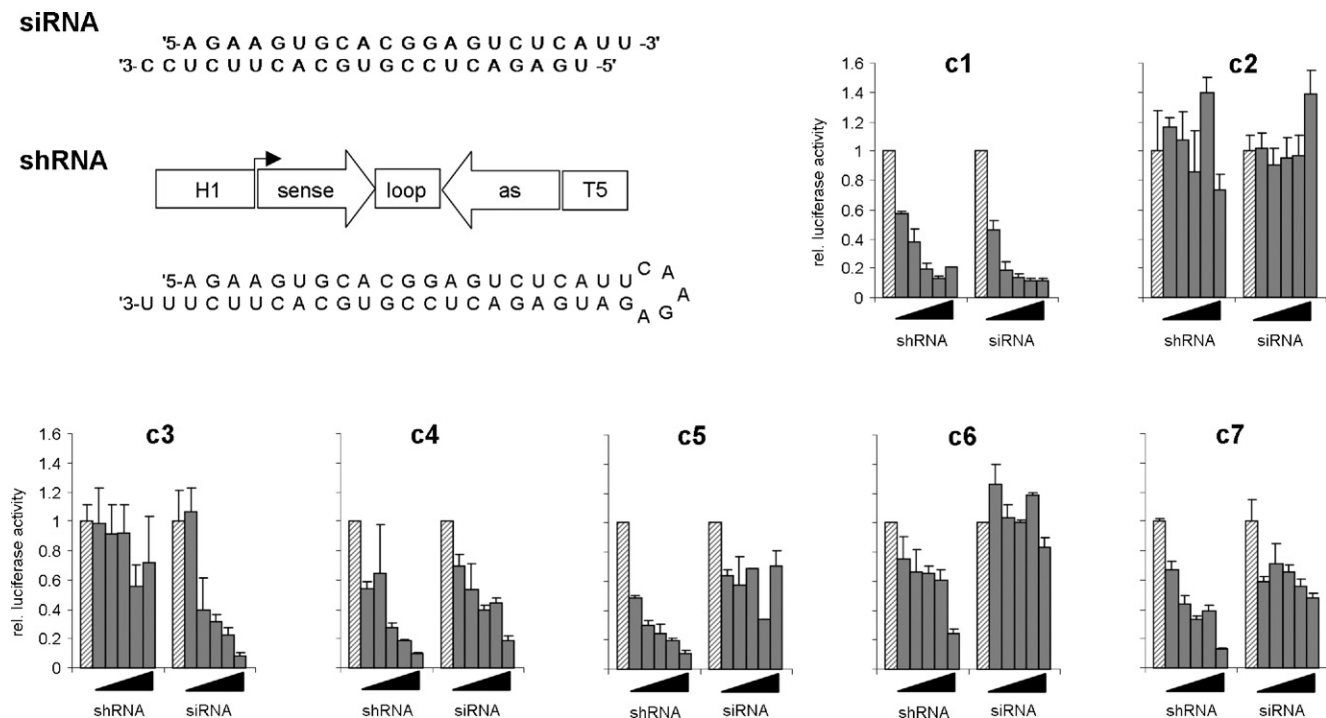 siRNA
'5-A G A A G U G C A C G G A G U C U C A U U -3'
'3-C C U C U U C A C G U G C C U C A G A G U -5'
shRNA
H1
sense
loop
as
T5
'5-A G A A G U G C A C G G A G U C U C A U U C A A G A
'3-U U U C U U C A C G U G C C U C A G A G U A G
c1
rel. luciferase activity
1.6
1.4
1.2
1
0.8
0.6
0.4
0.2
0
shRNA
siRNA
c2
shRNA
siRNA
c3
rel. luciferase activity
1.6
1.4
1.2
1
0.8
0.6
0.4
0.2
0
shRNA
siRNA
c4
shRNA
siRNA
c5
shRNA
siRNA
c6
shRNA
siRNA
c7
shRNA
siRNA